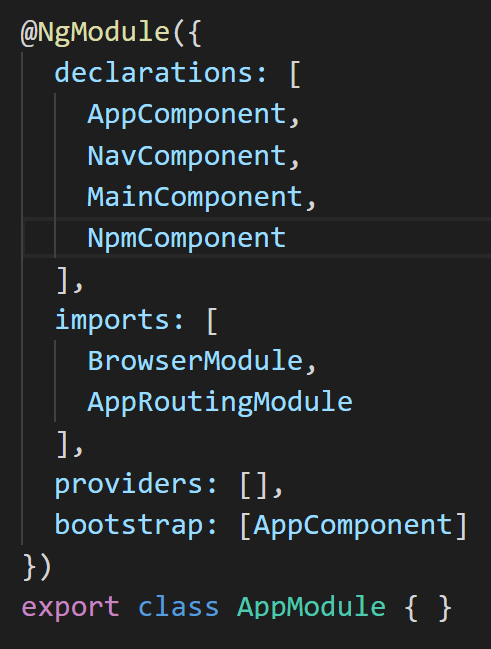 @NgModule({
  declarations: [
    AppComponent,
    NavComponent,
    MainComponent,
    NpmComponent
  ],
  imports: [
    BrowserModule,
    AppRoutingModule
  ],
  providers: [],
  bootstrap: [AppComponent]
})
export class AppModule { }